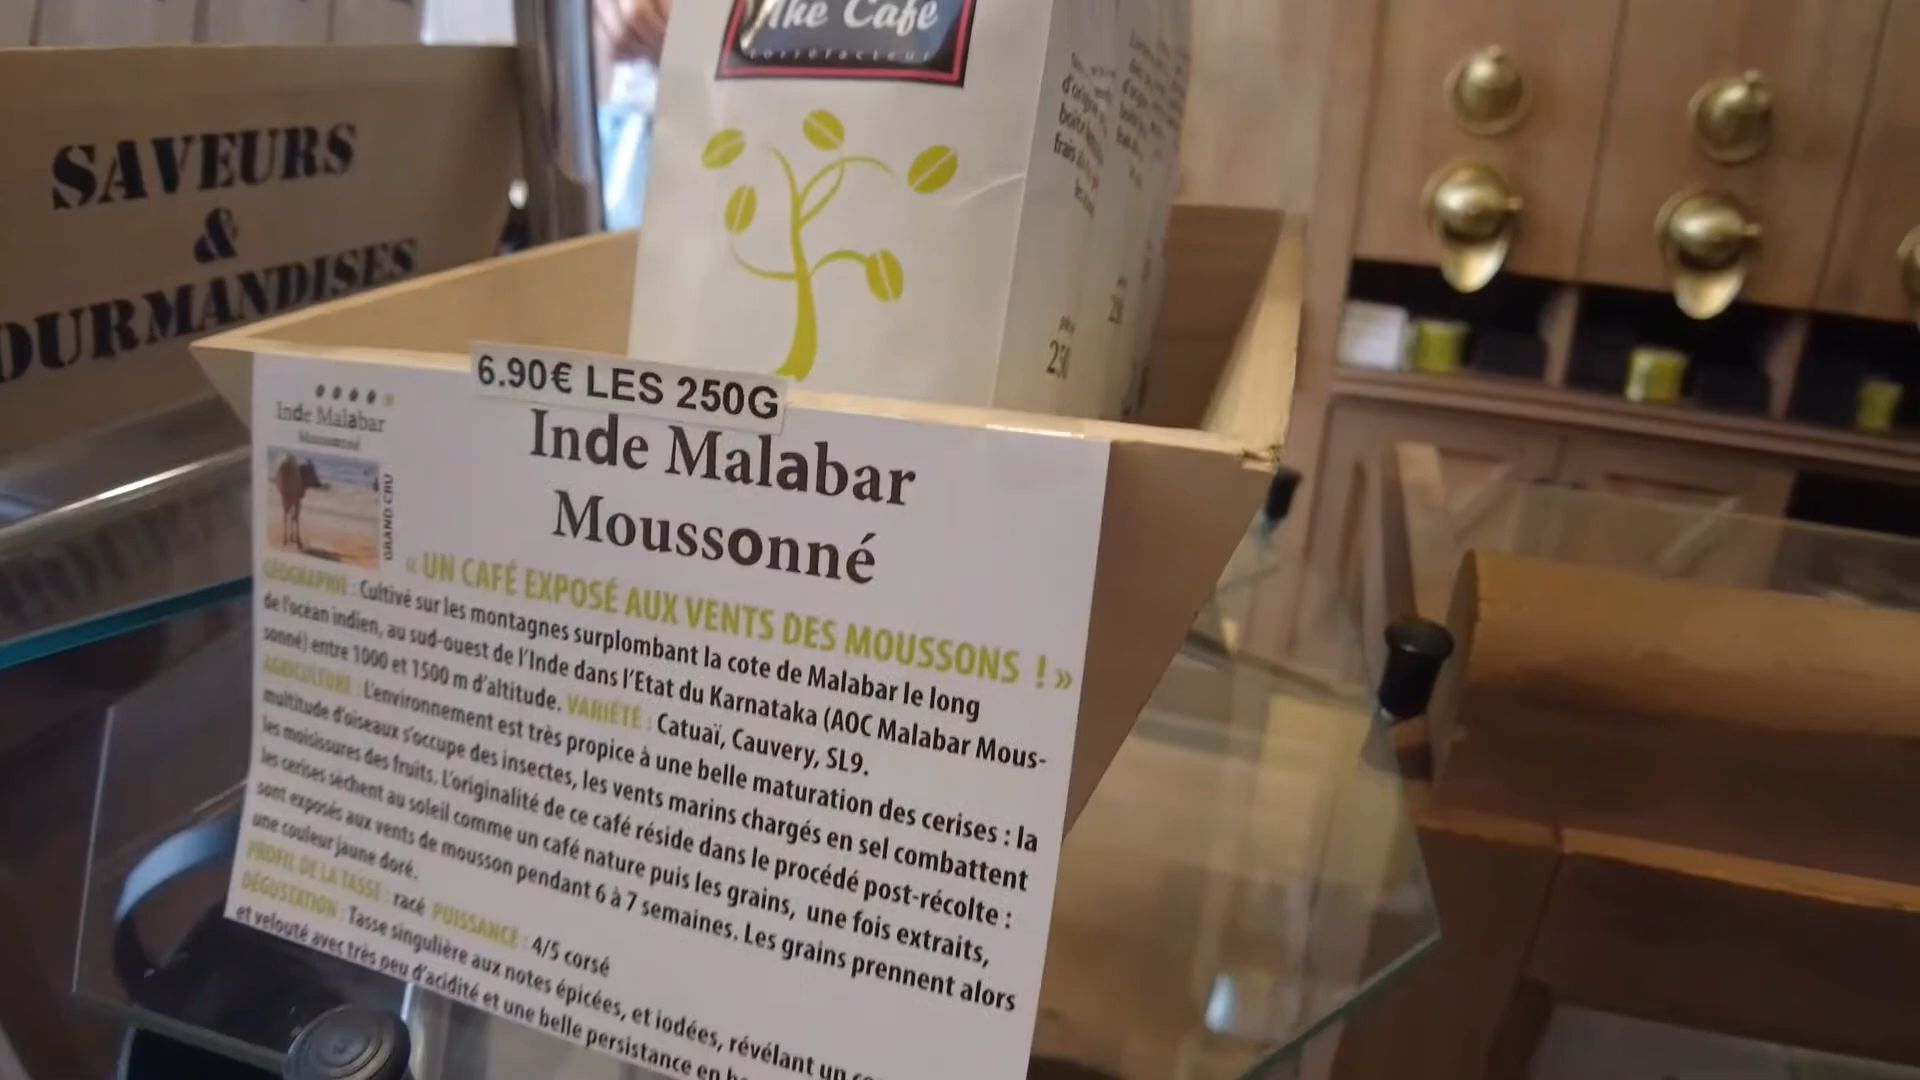 The Café
torréfacteur
SAVEURS
&
OURMANDISES
d'origine
frais
250
6.90€ LES 250G
Inde Malabar
Moussonné
GRAND CRU
Inde Malabar
Moussonné
« UN CAFÉ EXPOSÉ AUX VENTS DES MOUSSONS ! »
GÉOGRAPHIE : Cultivé sur les montagnes surplombant la cote de Malabar le long
de l'océan indien, au sud-ouest de l'Inde dans l'Etat du Karnataka (AOC Malabar Mous-
sonné) entre 1000 et 1500 m d'altitude. VARIÉTÉ : Catuaï, Cauvery, SL9.
AGRICULTURE : L'environnement est très propice à une belle maturation des cerises : la
multitude d'oiseaux s'occupe des insectes, les vents marins chargés en sel combattent
les moisissures des fruits. L'originalité de ce café réside dans le procédé post-récolte :
les cerises sèchent au soleil comme un café nature puis les grains, une fois extraits,
sont exposés aux vents de mousson pendant 6 à 7 semaines. Les grains prennent alors
une couleur jaune doré.
PROFIL DE LA TASSE : racé PUISSANCE : 4/5 corsé
DÉGUSTATION : Tasse singulière aux notes épicées, et iodées, révélant un
et velouté avec très peu d'acidité et une belle persistance en